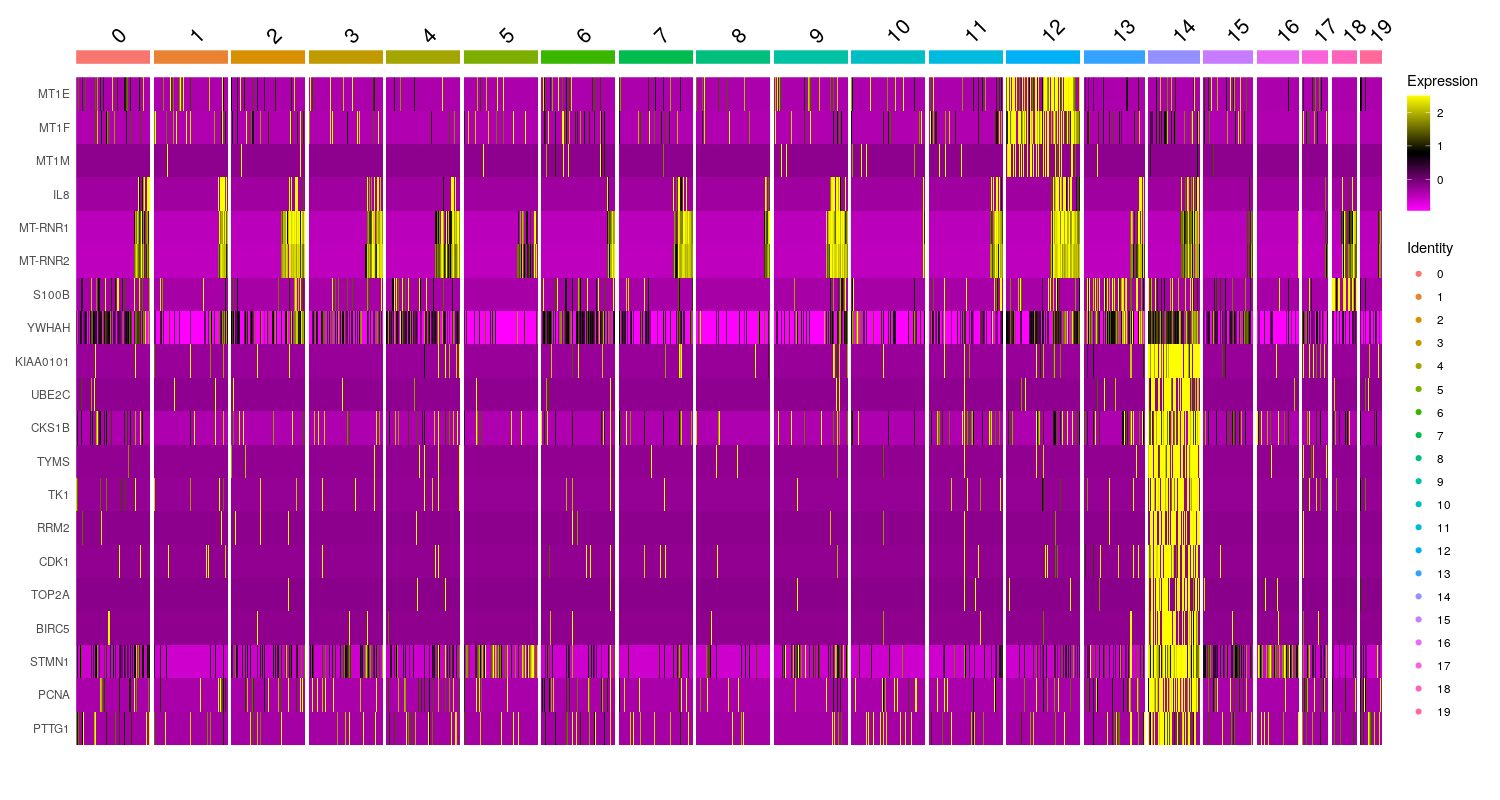 0 1 2 3 4 5 6 7 8 9 10 11 12 13 14 15 16 17 18 19
MT1E
MT1F
MT1M
IL8
MT-RNR1
MT-RNR2
S100B
YWHAH
KIAA0101
UBE2C
CKS1B
TYMS
TK1
RRM2
CDK1
TOP2A
BIRC5
STMN1
PCNA
PTTG1
Expression
2
1
0
Identity
0
1
2
3
4
5
6
7
8
9
10
11
12
13
14
15
16
17
18
19